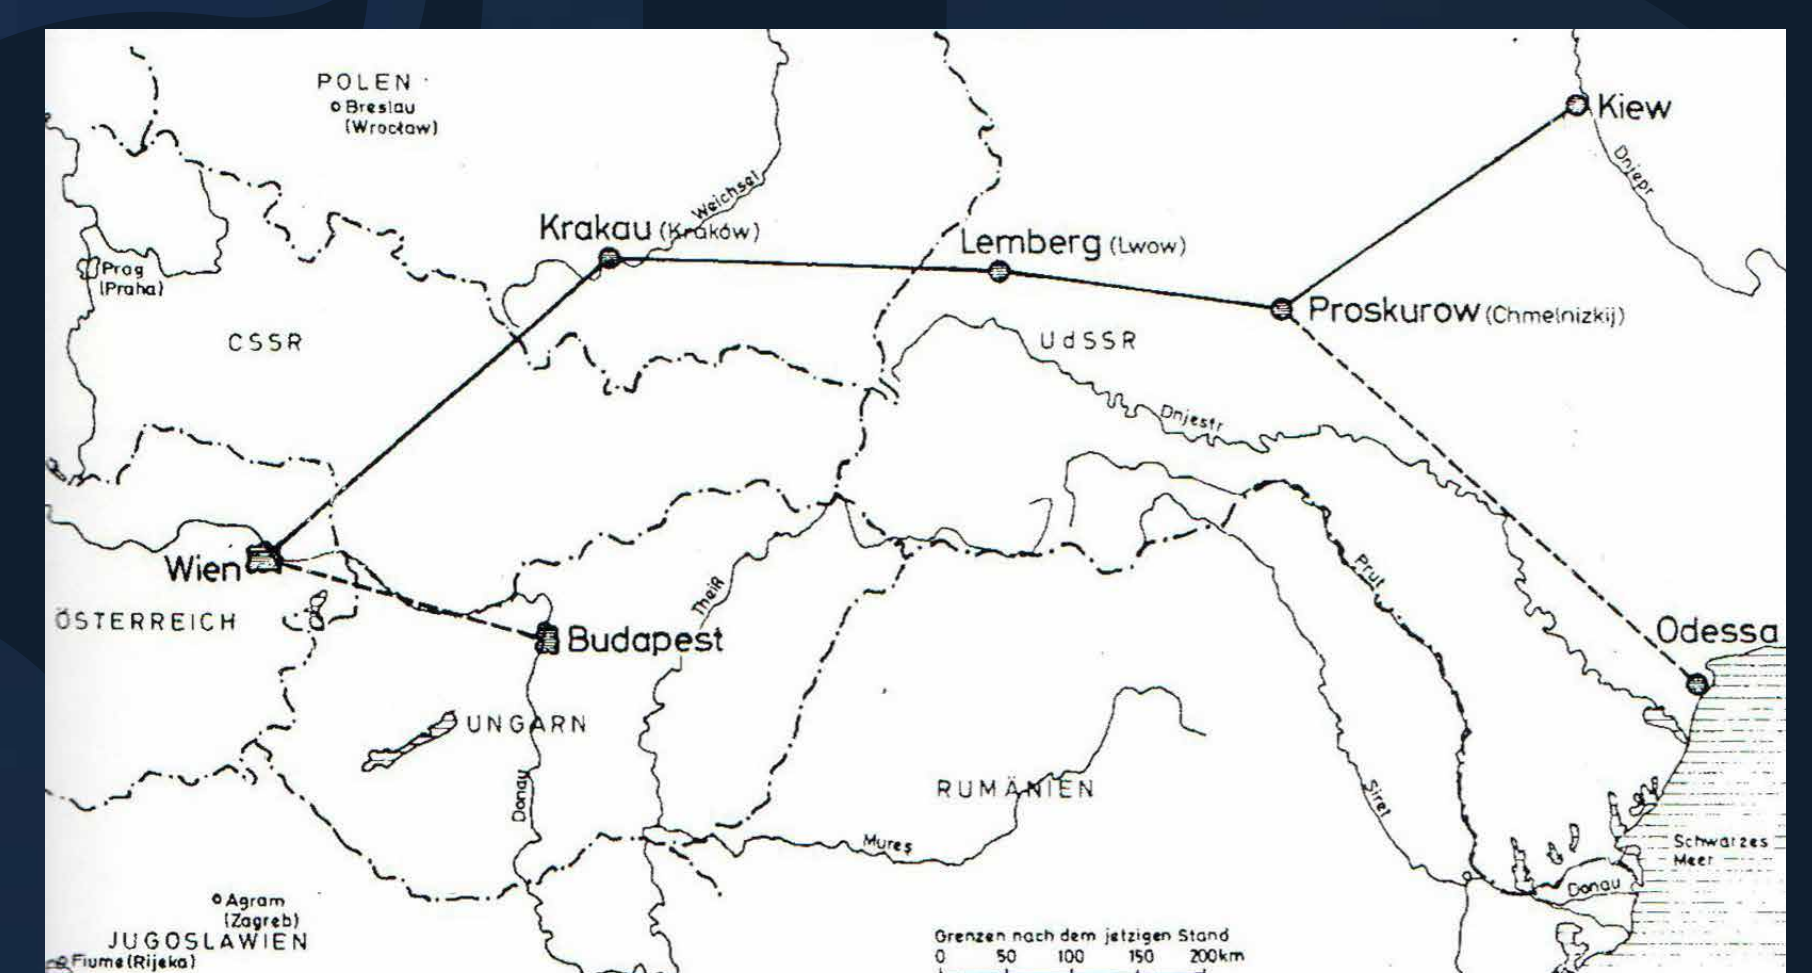 POLEN
Breslau
(Wrocław)
Kiew
Dnjepr
Weichsel
Krakau (Kraków)
Lemberg (Lwow)
Prag
(Praha)
Proskurow (Chmelnizkij)
CSSR
UdSSR
Dnjestr
Wien
Prut
Theiß
ÖSTERREICH
Budapest
Odessa
UNGARN
Donau
RUMÄNIEN
Siret
Mureş
Schwarzes
Meer
Donau
Agram
(Zagreb)
JUGOSLAWIEN
Fiume (Rijeka)
Grenzen nach dem jetzigen Stand
0 50 100 150 200km